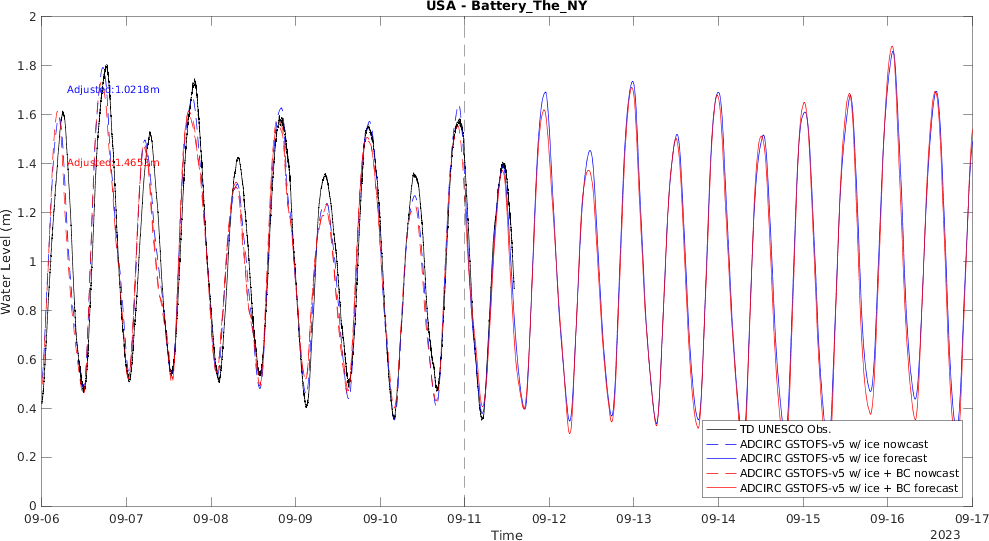 USA - Battery_The_NY
2
1.8
1.6
1.4
1.2
1
0.8
0.6
0.4
0.2
0
Water Level (m)
Adjusted:1.0218m
Adjusted:1.4653m
TD UNESCO Obs.
ADCIRC GSTOFS-v5 w/ ice nowcast
ADCIRC GSTOFS-v5 w/ ice forecast
ADCIRC GSTOFS-v5 w/ ice + BC nowcast
ADCIRC GSTOFS-v5 w/ ice + BC forecast
09-06 09-07 09-08 09-09 09-10 09-11 09-12 09-13 09-14 09-15 09-16 09-17
Time
2023